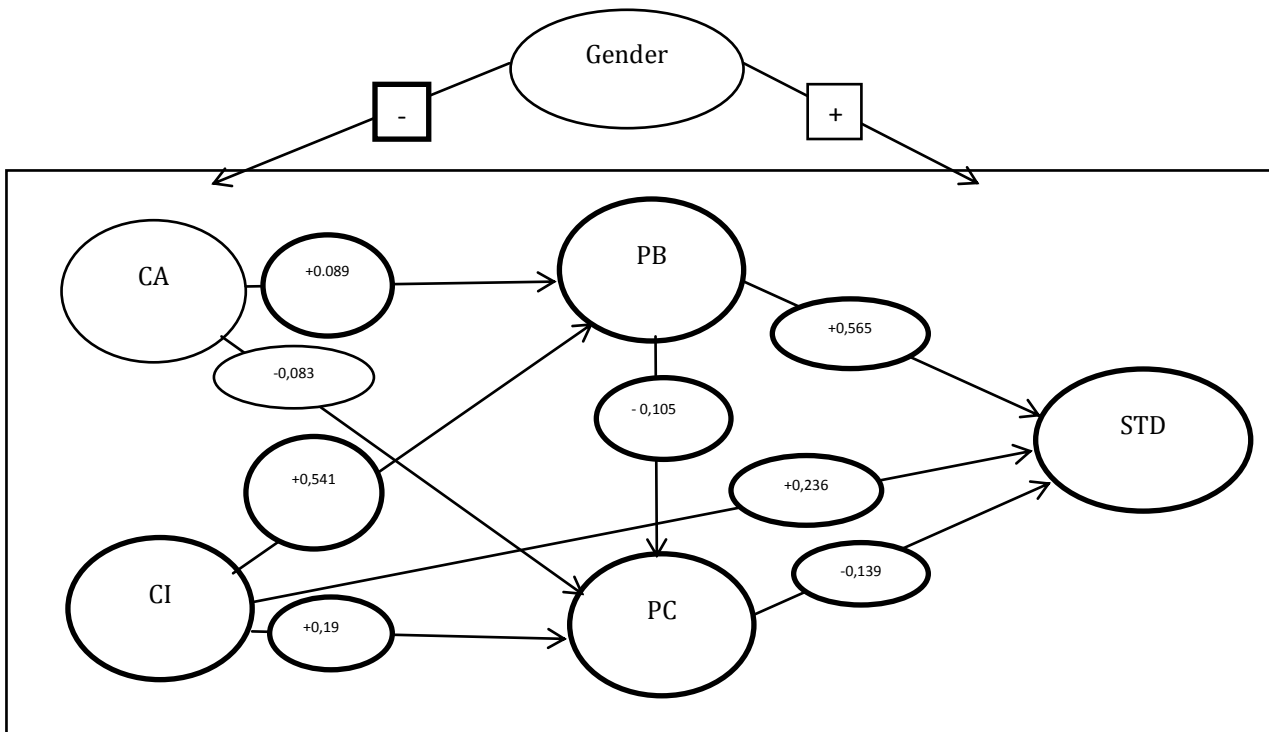 Gender
-
+
CA
+0.089
PB
-0,083
+0,565
- 0,105
STD
+0,541
+0,236
CI
+0,19
PC
-0,139